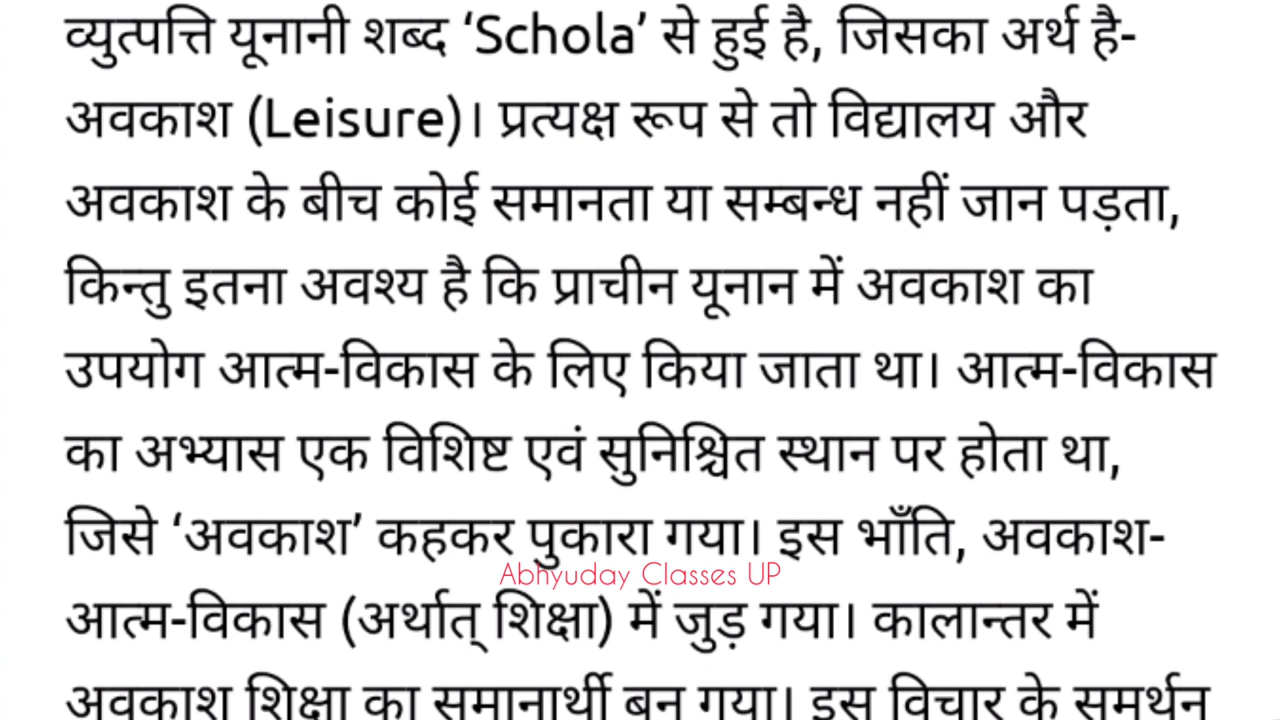 व्युत्पत्ति यूनानी शब्द ‘Schola’ से हुई है, जिसका अर्थ है-
अवकाश (Leisure)। प्रत्यक्ष रूप से तो विद्यालय और
अवकाश के बीच कोई समानता या सम्बन्ध नहीं जान पड़ता,
किन्तु इतना अवश्य है कि प्राचीन यूनान में अवकाश का
उपयोग आत्म-विकास के लिए किया जाता था। आत्म-विकास
का अभ्यास एक विशिष्ट एवं सुनिश्चित स्थान पर होता था,
जिसे ‘अवकाश’ कहकर पुकारा गया। इस भाँति, अवकाश-
Abhyuday Classes UP
आत्म-विकास (अर्थात् शिक्षा) में जुड़ गया। कालान्तर में
अवकाश शिक्षा का समानार्थी बन गया। इस विचार के समर्थन